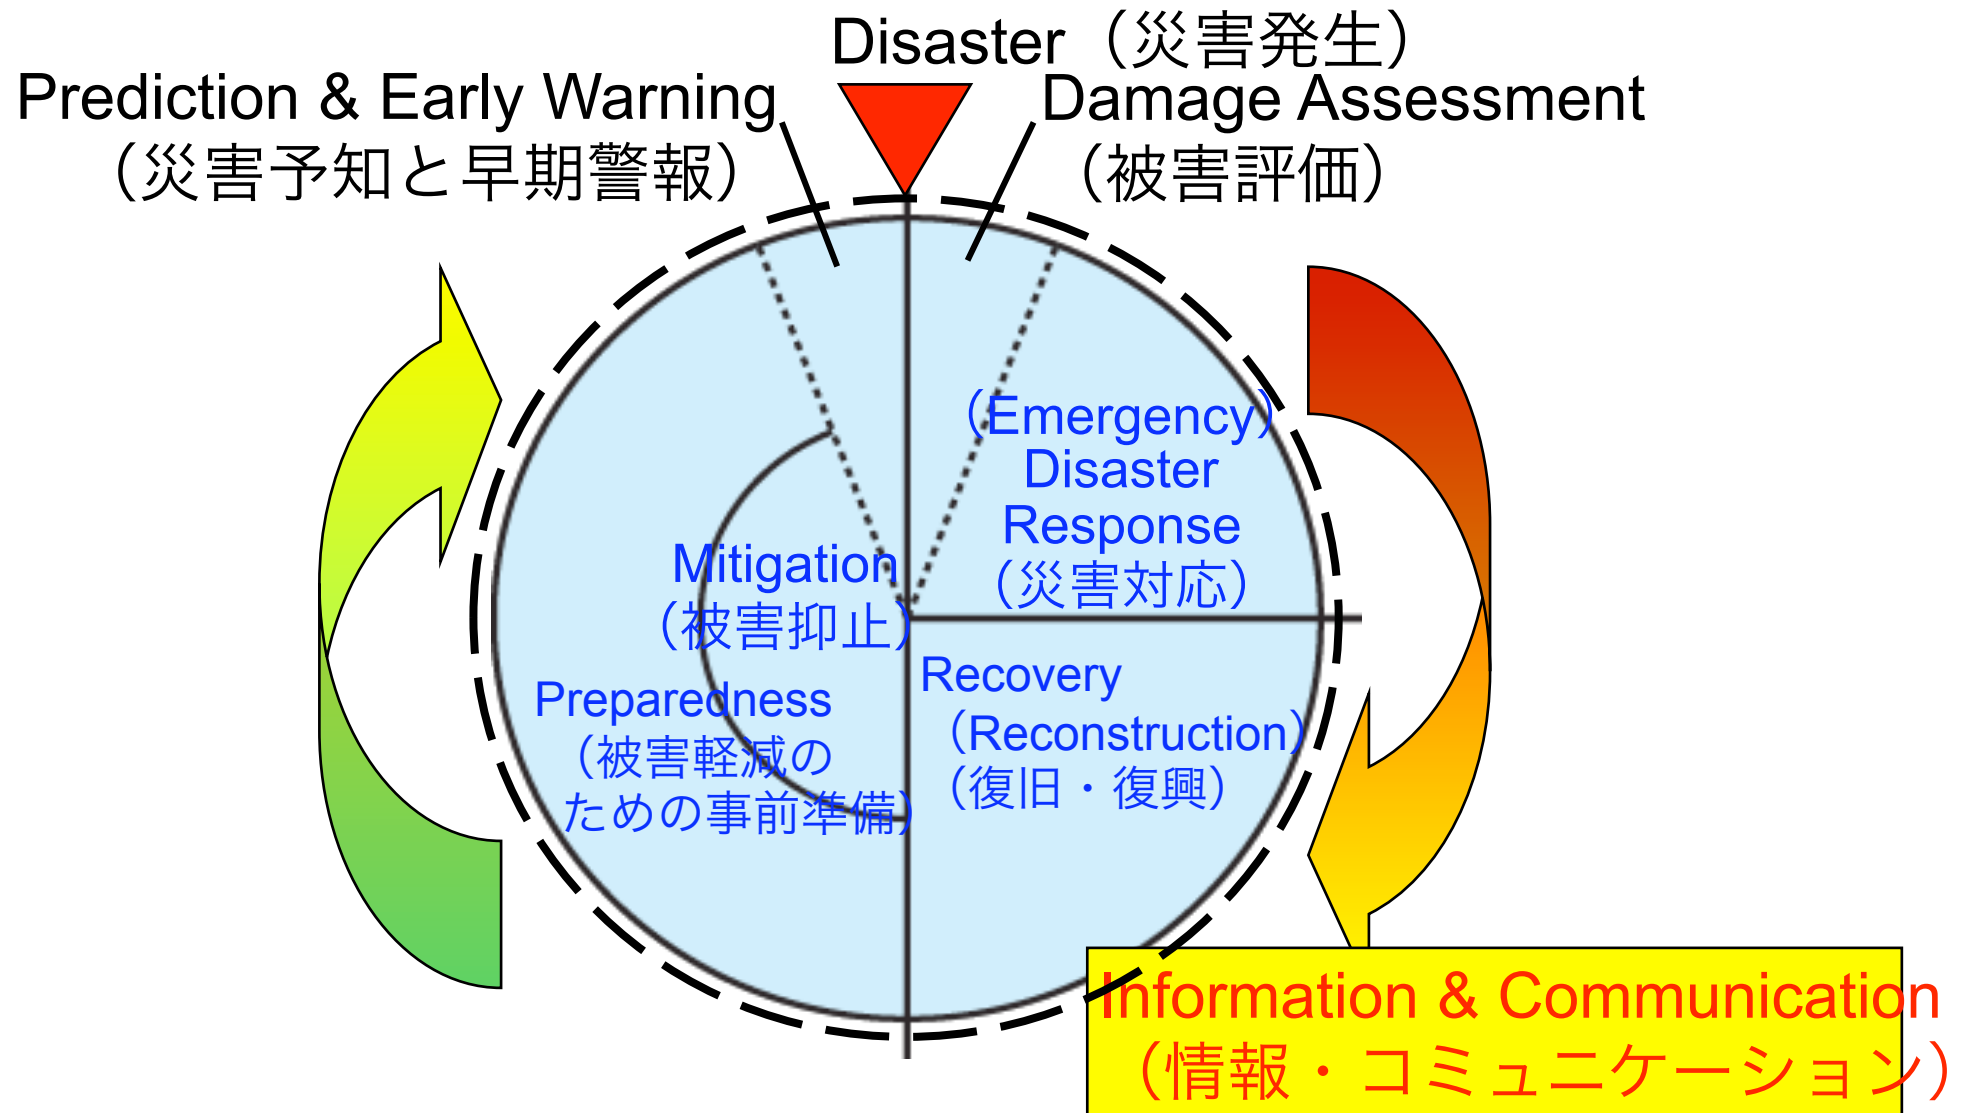 Disaster（災害発生）
Prediction & Early Warning
（災害予知と早期警報）
Damage Assessment
（被害評価）
（Emergency）
Disaster
Response
（災害対応）
Mitigation
（被害抑止）
Preparedness
（被害軽減の
ための事前準備）
Recovery
（Reconstruction）
（復旧・復興）
Information & Communication
（情報・コミュニケーション）